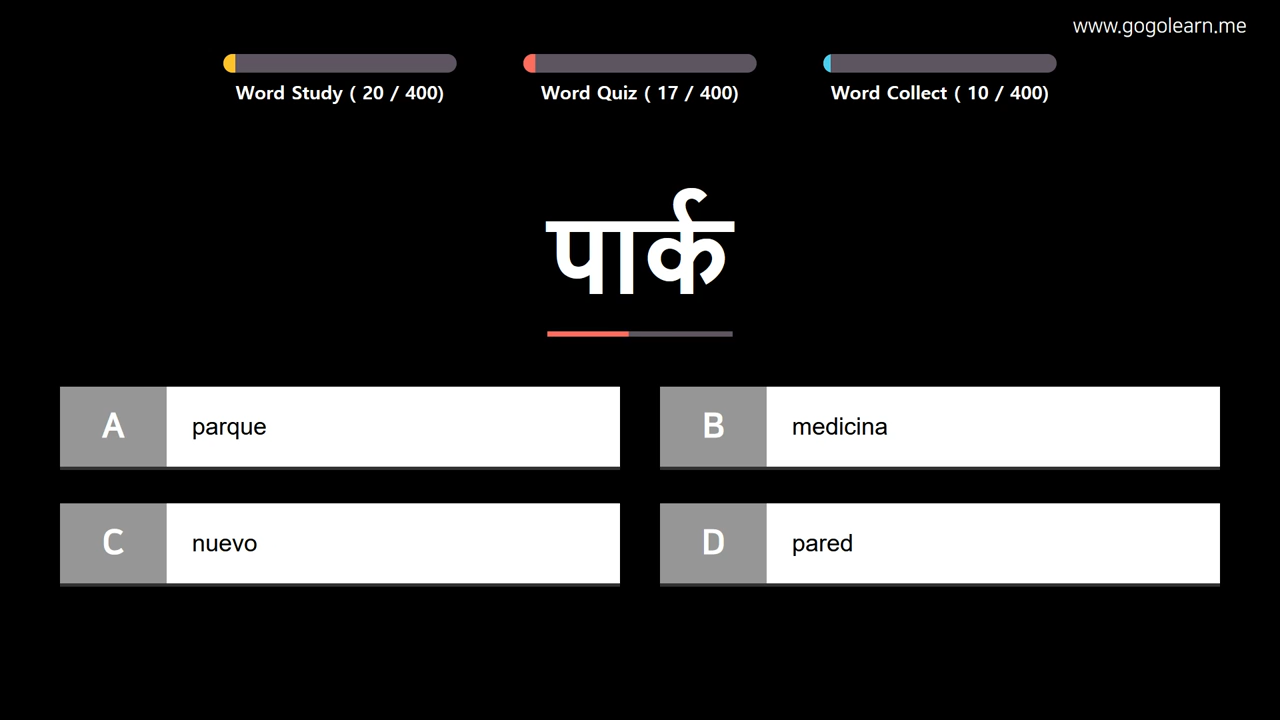 www.gogolearn.me
Word Study ( 20 / 400)
Word Quiz ( 17 / 400)
Word Collect ( 10 / 400)
पार्क
A parque
B medicina
C nuevo
D pared